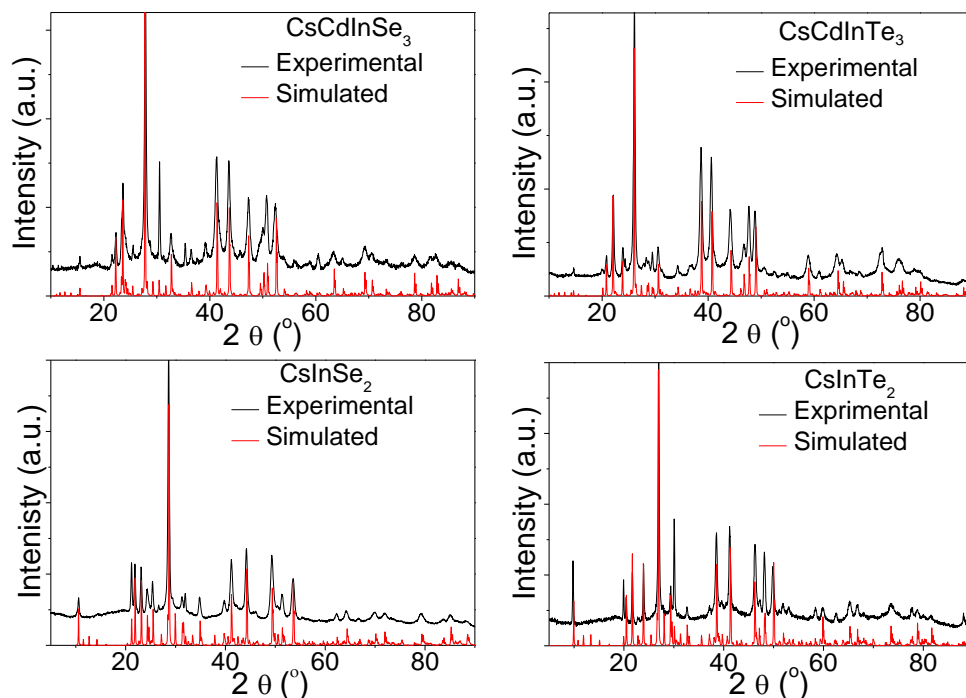 CsCdInSe3
Experimental
Simulated
Intensity (a.u.)
20 40 60 80
2 θ (o)
CsCdInTe3
Experimental
Simulated
Intensity (a.u.)
20 40 60 80
2 θ (o)
CsInSe2
Experimental
Simulated
Intenisty (a.u.)
20 40 60 80
2 θ (o)
CsInTe2
Exprimental
Simulated
Intensity (a.u.)
20 40 60 80
2 θ (o)